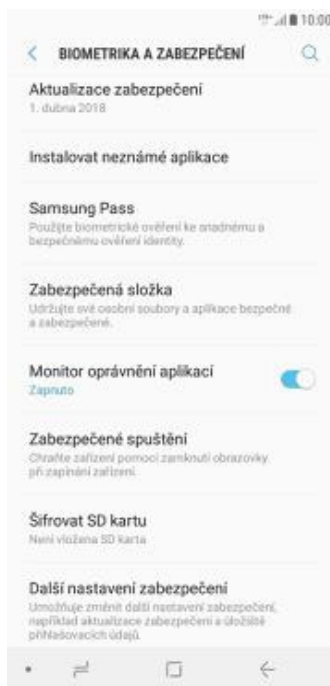 10:00
BIOMETRIKA A ZABEZPEČENÍ
Aktualizace zabezpečení
1. dubna 2018
Instalovat neznámé aplikace
Samsung Pass
Použijte biometrické ověření ke snadnému a
bezpečnému ověření identity.
Zabezpečená složka
Udržujte své osobní soubory a aplikace bezpečné
a zabezpečené.
Monitor oprávnění aplikací
Zapnuto
Zabezpečené spuštění
Chraňte zařízení pomocí zamknutí obrazovky
při zapínání zařízení.
Šifrovat SD kartu
Není vložena SD karta
Další nastavení zabezpečení
Umožňuje změnit další nastavení zabezpečení,
například aktualizace zabezpečení a úložiště
přihlašovacích údajů.